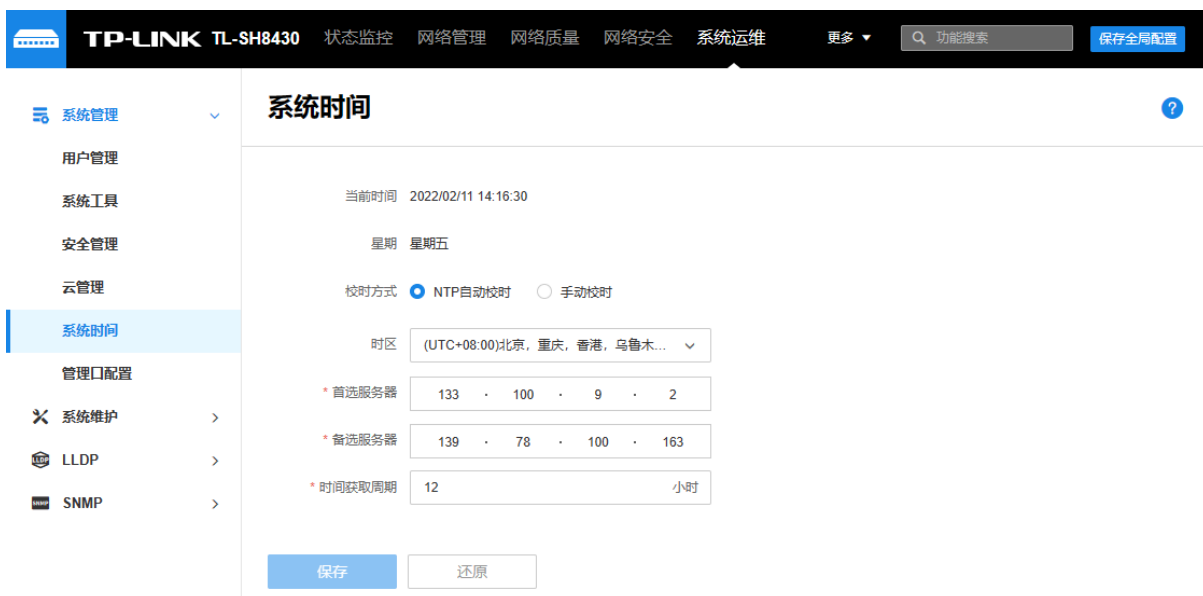 TP-LINK TL-SH8430 状态监控 网络管理 网络质量 网络安全 系统运维 更多 功能搜索 保存全局配置
系统管理
用户管理
系统工具
安全管理
云管理
系统时间
管理口配置
系统维护
LLDP LLDP
SNMP SNMP
系统时间
?
当前时间 2022/02/11 14:16:30
星期 星期五
校时方式 NTP自动校时 手动校时
时区 (UTC+08:00)北京，重庆，香港，乌鲁木...
* 首选服务器 133 · 100 · 9 · 2
* 备选服务器 139 · 78 · 100 · 163
* 时间获取周期 12 小时
保存 还原